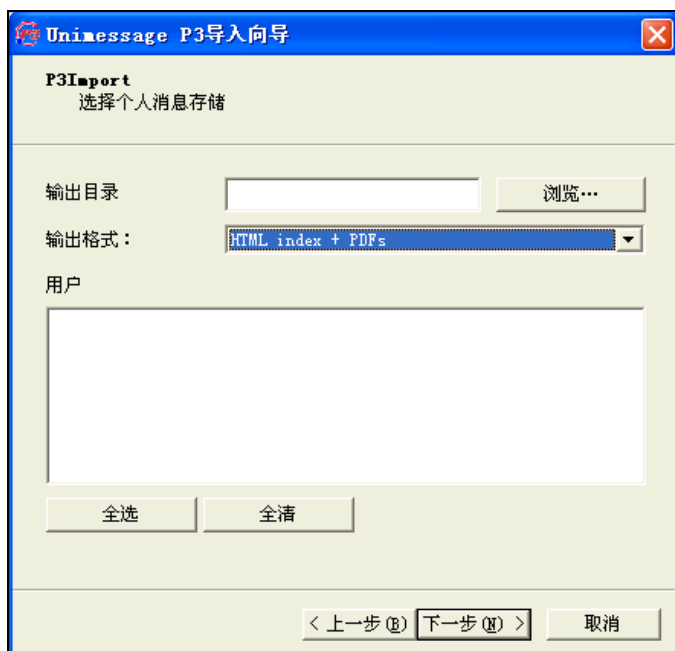 Unimessage P3导入向导
P3Import
选择个人消息存储
输出目录
浏览…
输出格式：
HTML index + PDFs
用户
全选
全清
< 上一步(B)
下一步(N) >
取消